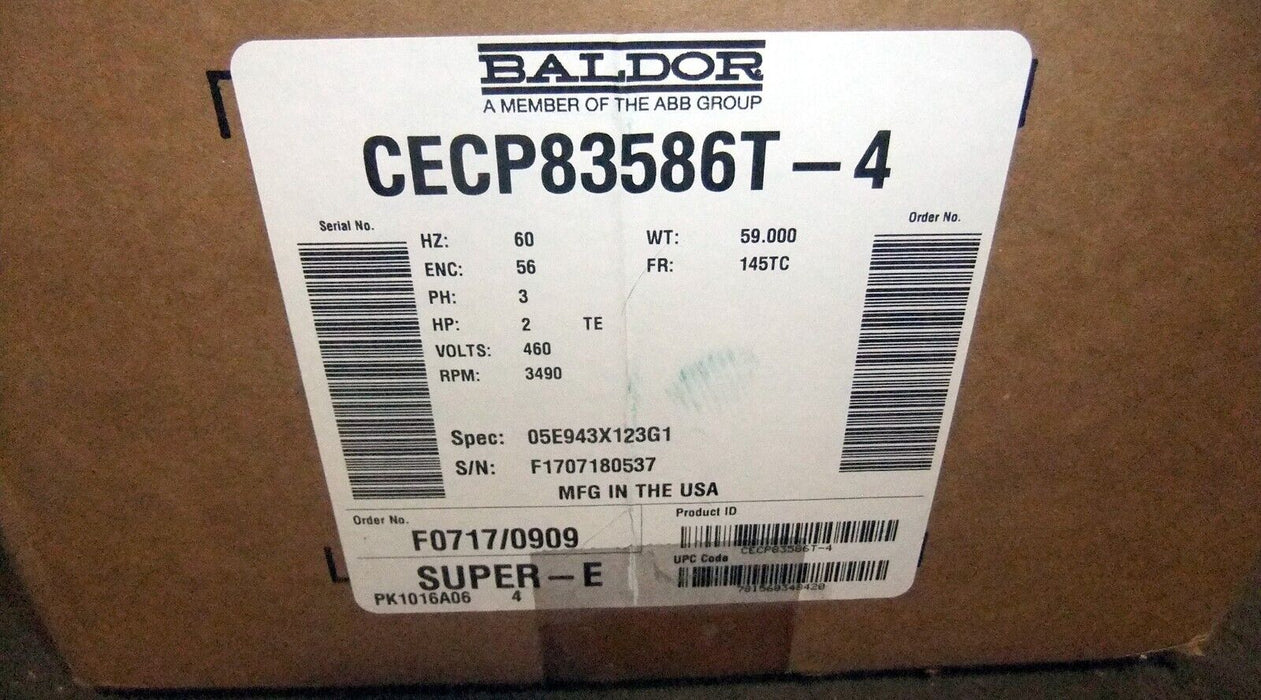 BALDOR
A MEMBER OF THE ABB GROUP
CECP83586T-4
Serial No.
Order No.
HZ: 60 WT: 59.000
ENC: 56 FR: 145TC
PH: 3
HP: 2 TE
VOLTS: 460
RPM: 3490
Spec: 05E943X123G1
S/N: F1707180537
MFG IN THE USA
Order No.
F0717/0909
SUPER-E
PK1016A06 4
Product ID
CECP83586T-4
UPC Code